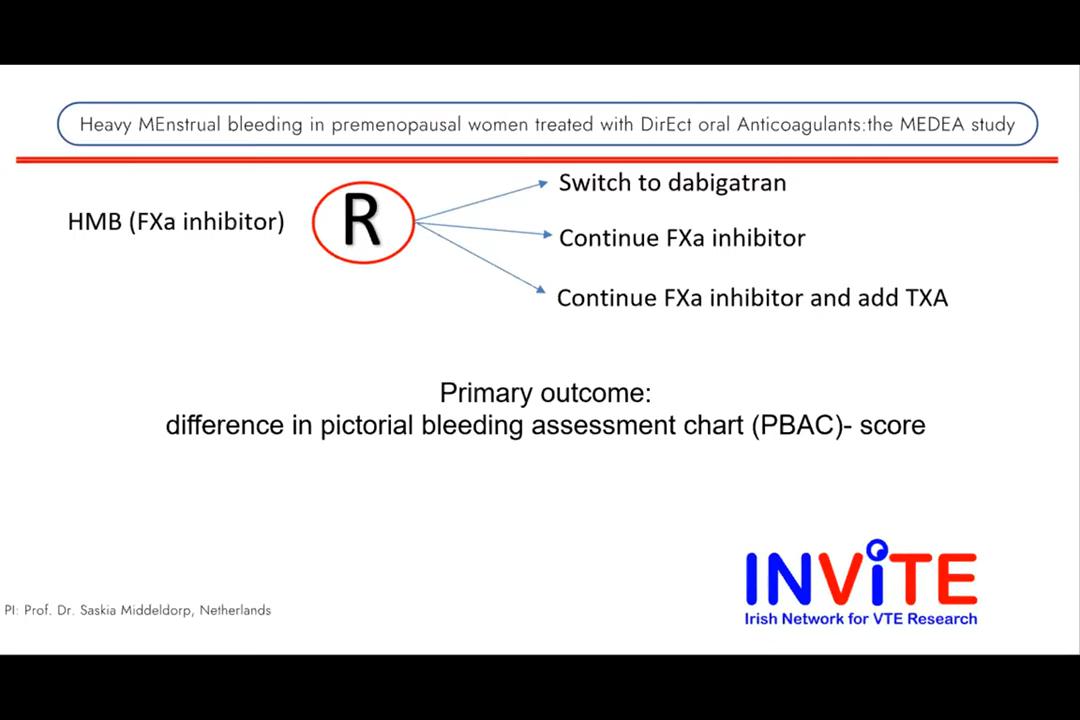 Heavy MEnstrual bleeding in premenopausal women treated with DirEct oral Anticoagulants:the MEDEA study
HMB (FXa inhibitor)
R
Switch to dabigatran
Continue FXa inhibitor
Continue FXa inhibitor and add TXA
Primary outcome:
difference in pictorial bleeding assessment chart (PBAC)- score
INViTE
Irish Network for VTE Research
PI: Prof. Dr. Saskia Middeldorp, Netherlands